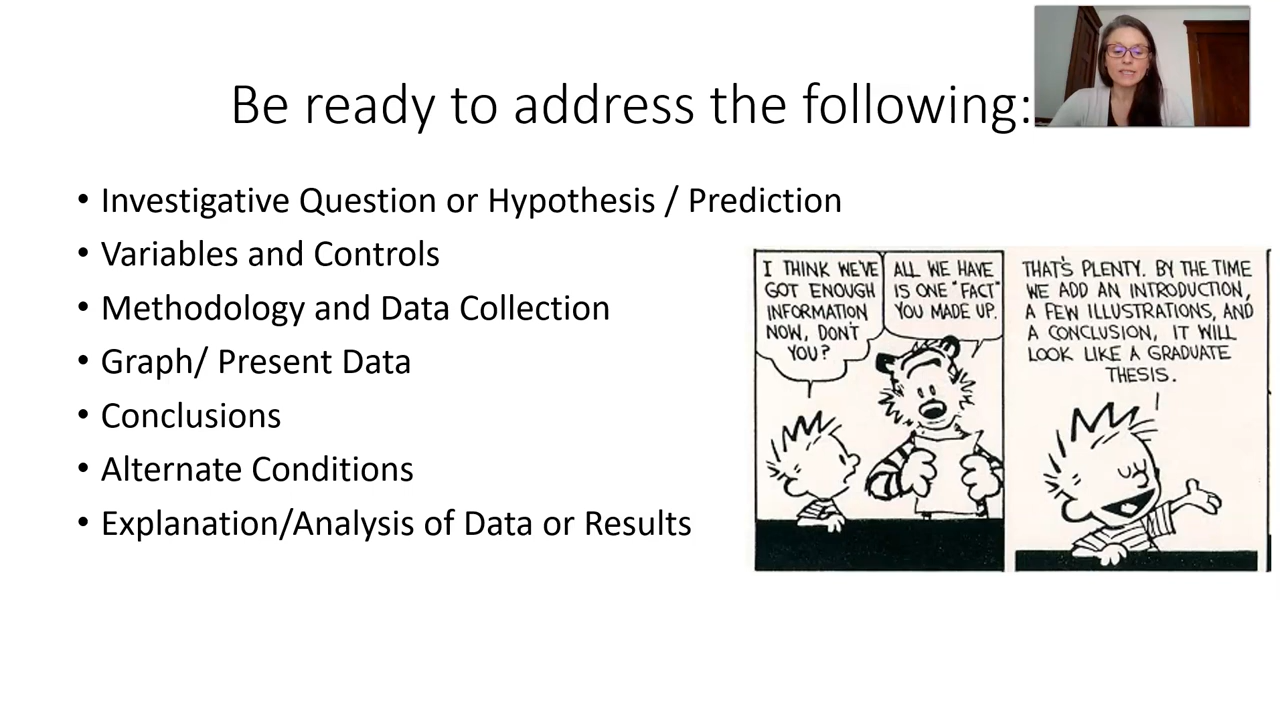 Be ready to address the following:
• Investigative Question or Hypothesis / Prediction
• Variables and Controls
• Methodology and Data Collection
• Graph/ Present Data
• Conclusions
• Alternate Conditions
• Explanation/Analysis of Data or Results
I THINK WE'VE
GOT ENOUGH
INFORMATION
NOW, DON'T
YOU?
ALL WE HAVE
IS ONE "FACT"
YOU MADE UP.
THAT'S PLENTY. BY THE TIME
WE ADD AN INTRODUCTION,
A FEW ILLUSTRATIONS, AND
A CONCLUSION, IT WILL
LOOK LIKE A GRADUATE
THESIS.